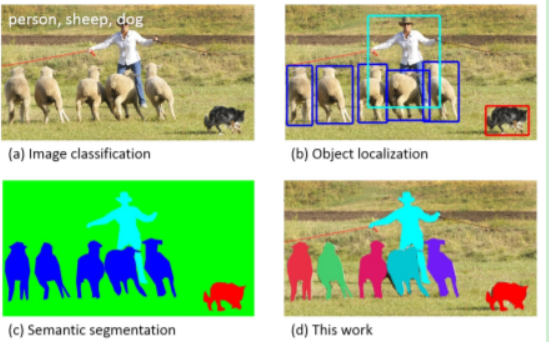 person, sheep, dog
(a) Image classification
(b) Object localization
(c) Semantic segmentation
(d) This work